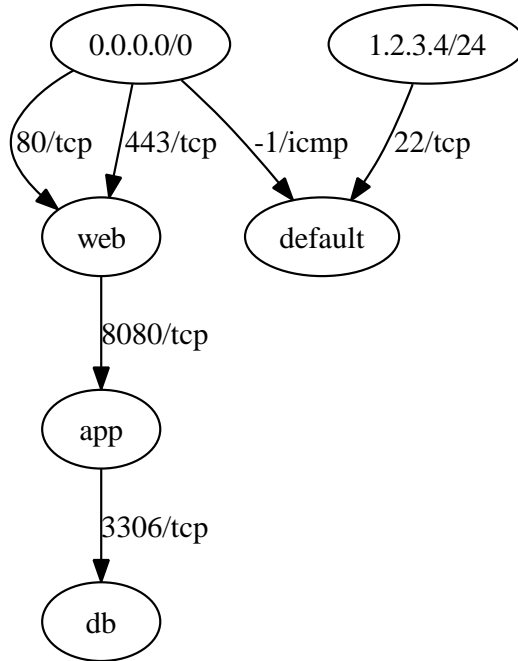 0.0.0.0/0
1.2.3.4/24
80/tcp
443/tcp
-1/icmp
22/tcp
web
default
8080/tcp
app
3306/tcp
db